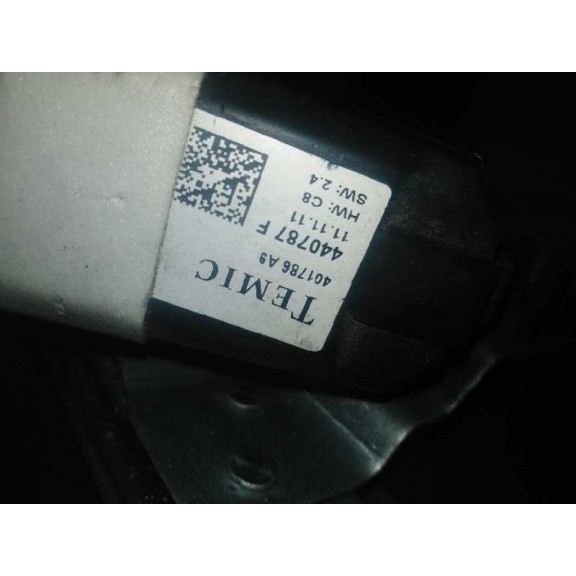 TEMIC
401786 A9
440787 F
11.11.11
HW: C8
SW: 2.4